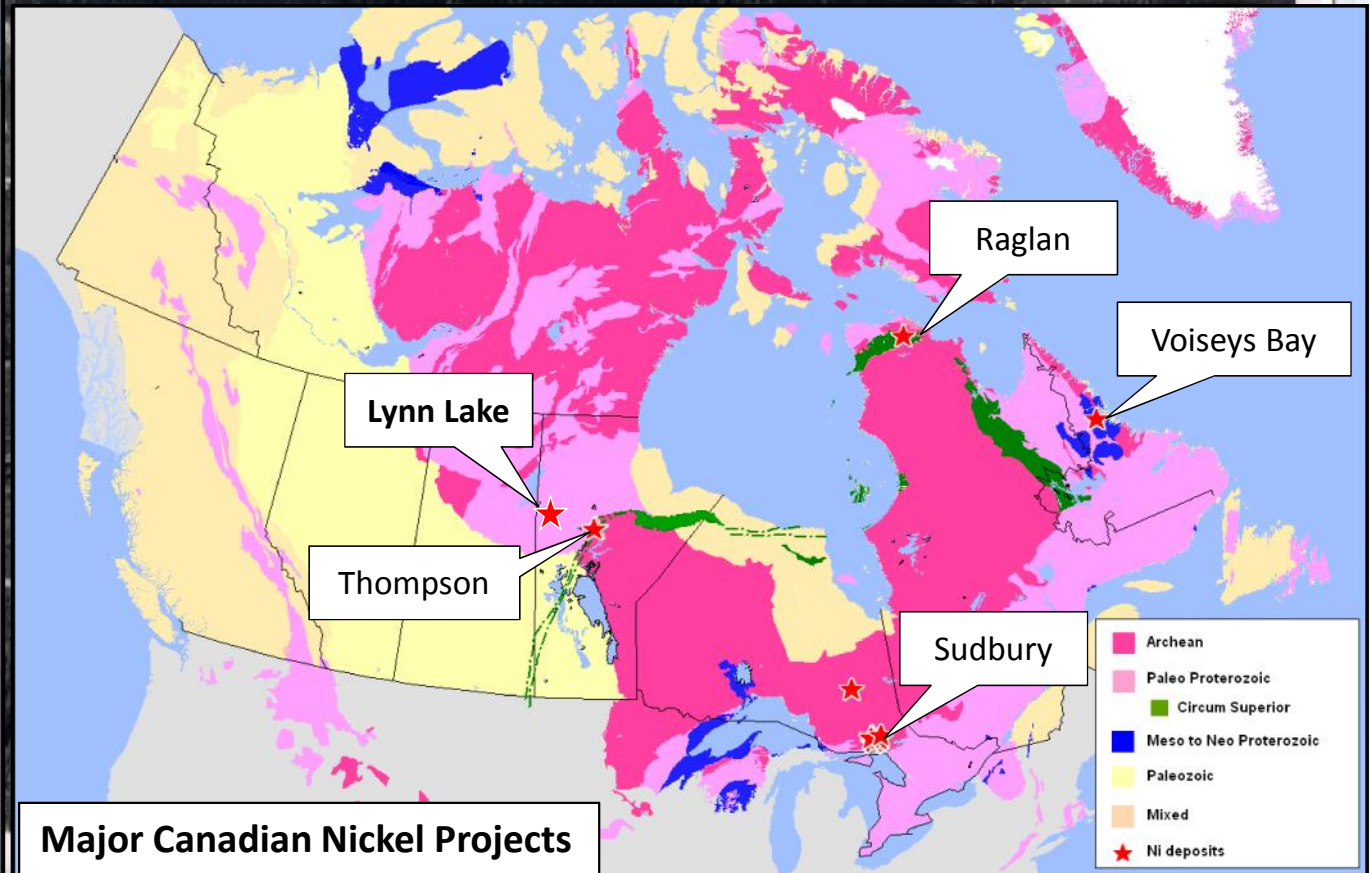 Raglan
Voiseys Bay
Lynn Lake
Thompson
Sudbury
Archean
Paleo Proterozoic
Circum Superior
Meso to Neo Proterozoic
Paleozoic
Mixed
Ni deposits
Major Canadian Nickel Projects